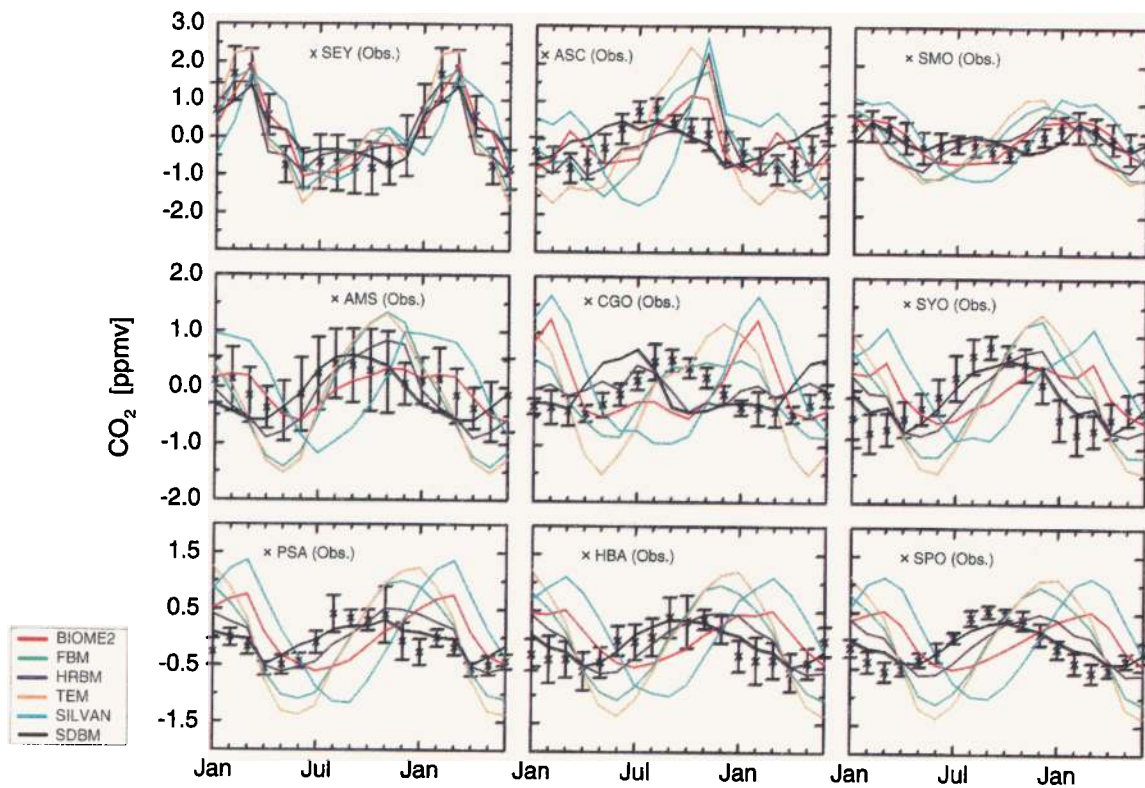 3.0
2.0
1.0
0.0
-1.0
-2.0
× SEY (Obs.)
× ASC (Obs.)
× SMO (Obs.)
2.0
1.0
0.0
-1.0
-2.0
CO2 [ppmv]
× AMS (Obs.)
× CGO (Obs.)
× SYO (Obs.)
1.5
0.5
-0.5
-1.5
× PSA (Obs.)
× HBA (Obs.)
× SPO (Obs.)
BIOME2
FBM
HRBM
TEM
SILVAN
SDBM
Jan Jul Jan Jan Jul Jan Jan Jul Jan